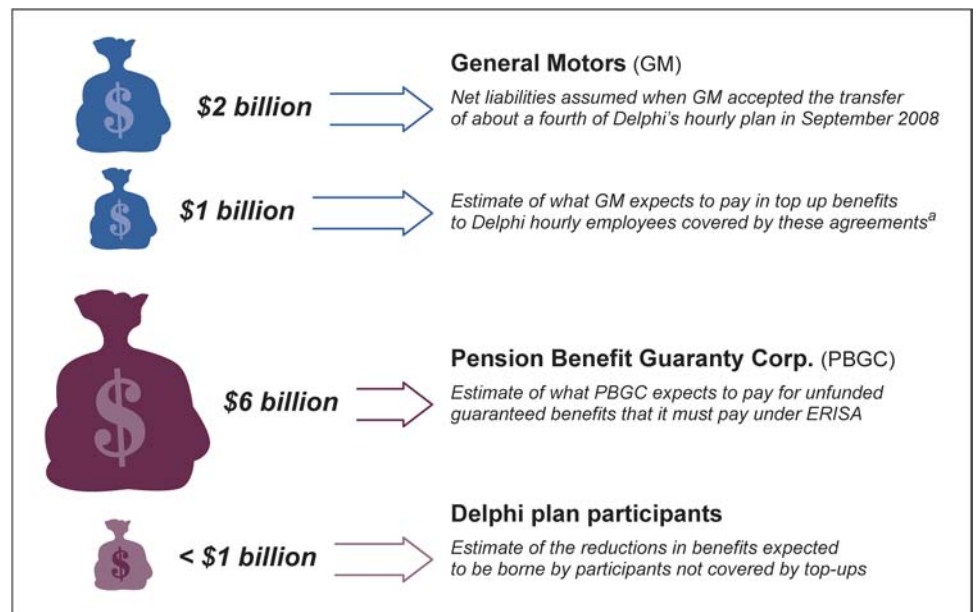 General Motors (GM)
$2 billion
Net liabilities assumed when GM accepted the transfer
of about a fourth of Delphi's hourly plan in September 2008
$1 billion
Estimate of what GM expects to pay in top up benefits
to Delphi hourly employees covered by these agreementsª
Pension Benefit Guaranty Corp. (PBGC)
$6 billion
Estimate of what PBGC expects to pay for unfunded
guaranteed benefits that it must pay under ERISA
Delphi plan participants
< $1 billion
Estimate of the reductions in benefits expected
to be borne by participants not covered by top-ups
$
$
$
$